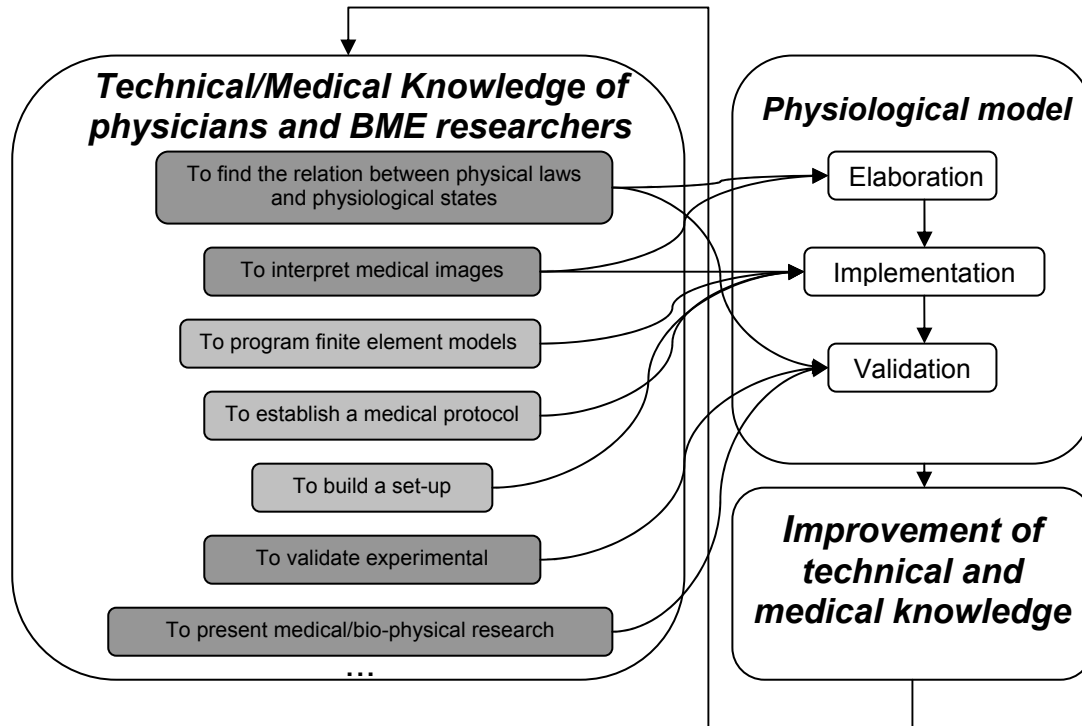 Technical/Medical Knowledge of
physicians and BME researchers
To find the relation between physical laws
and physiological states
To interpret medical images
To program finite element models
To establish a medical protocol
To build a set-up
To validate experimental
To present medical/bio-physical research
...
Physiological model
Elaboration
Implementation
Validation
Improvement of
technical and
medical knowledge